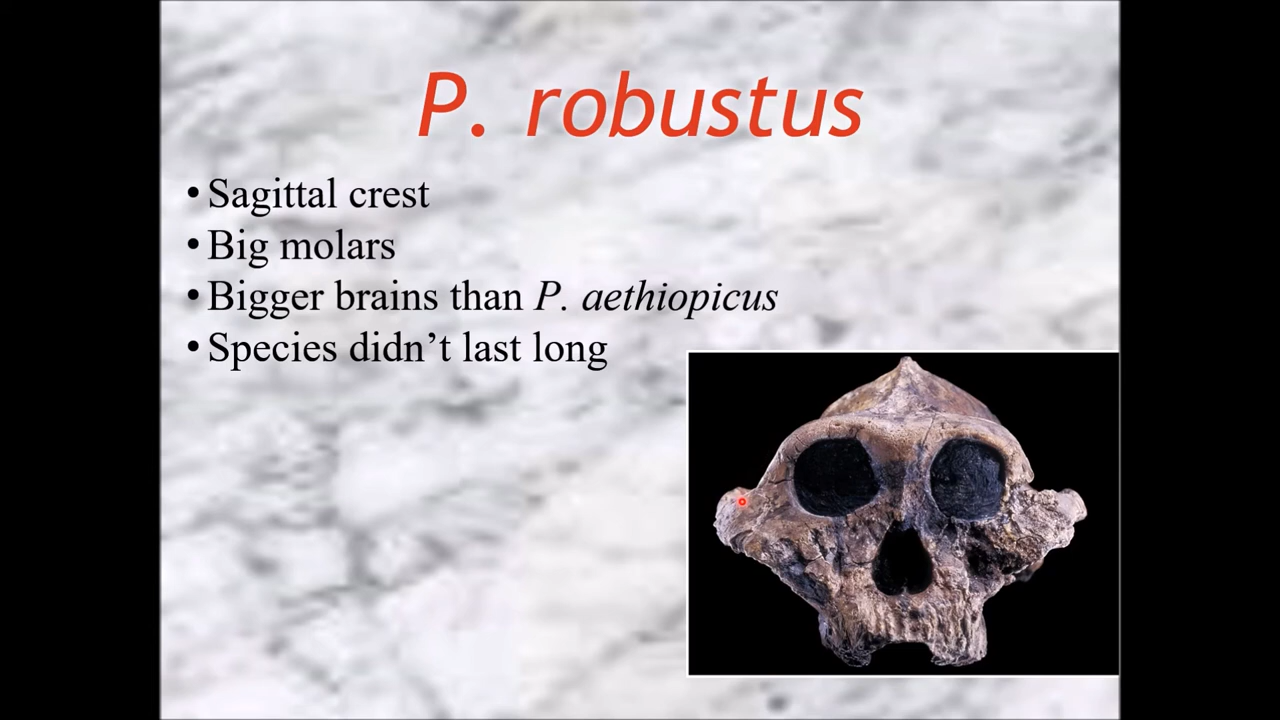 P. robustus
• Sagittal crest
• Big molars
• Bigger brains than P. aethiopicus
• Species didn’t last long